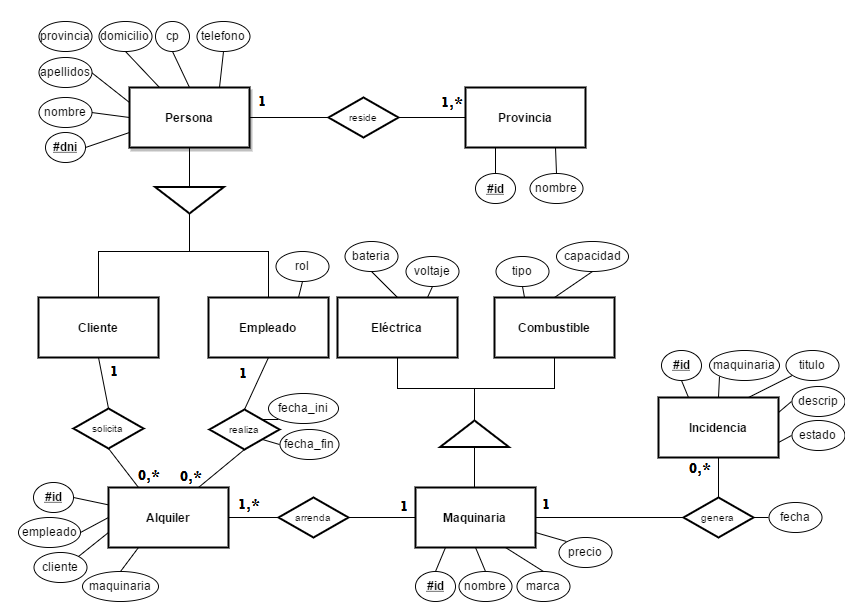 provincia domicilio cp telefono
apellidos
nombre
#dni
Persona
1
reside
1,*
Provincia
#id nombre
rol
bateria
voltaje
tipo
capacidad
Cliente
Empleado
Eléctrica
Combustible
1
1
#id maquinaria titulo
descrip
estado
Incidencia
solicita
realiza
fecha_ini
fecha_fin
0,*
0,*
0,*
#id
empleado
cliente
maquinaria
Alquiler
1,*
arrenda
1
Maquinaria
1
genera
fecha
precio
#id nombre marca